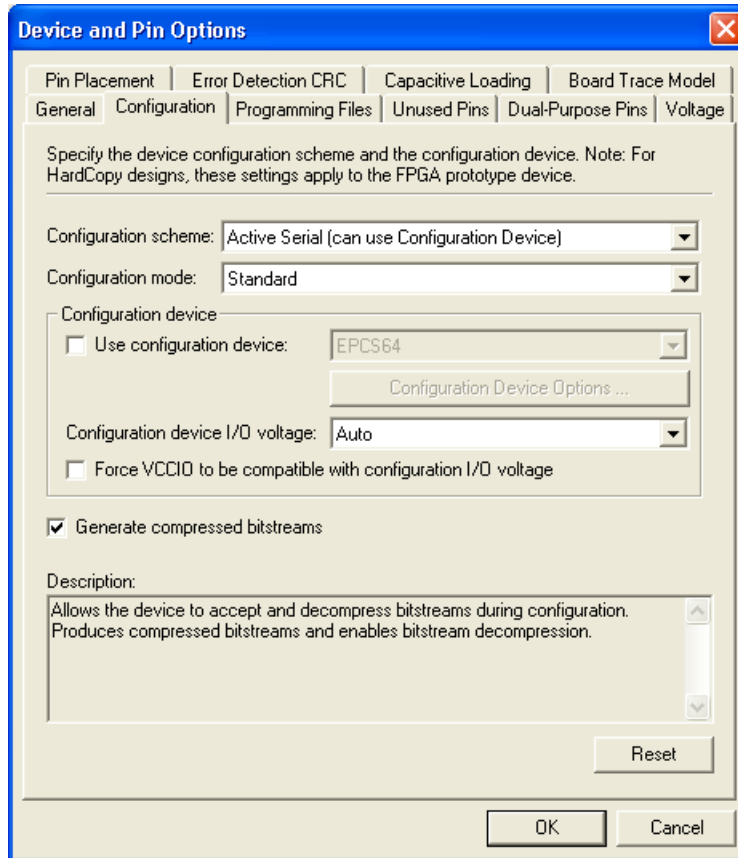 Device and Pin Options
Pin Placement Error Detection CRC Capacitive Loading Board Trace Model
General Configuration Programming Files Unused Pins Dual-Purpose Pins Voltage
Specify the device configuration scheme and the configuration device. Note: For
HardCopy designs, these settings apply to the FPGA prototype device.
Configuration scheme: Active Serial (can use Configuration Device)
Configuration mode: Standard
Configuration device
Use configuration device: EPCS64
Configuration Device Options ...
Configuration device I/O voltage: Auto
Force VCCIO to be compatible with configuration I/O voltage
Generate compressed bitstreams
Description:
Allows the device to accept and decompress bitstreams during configuration.
Produces compressed bitstreams and enables bitstream decompression.
Reset
OK Cancel